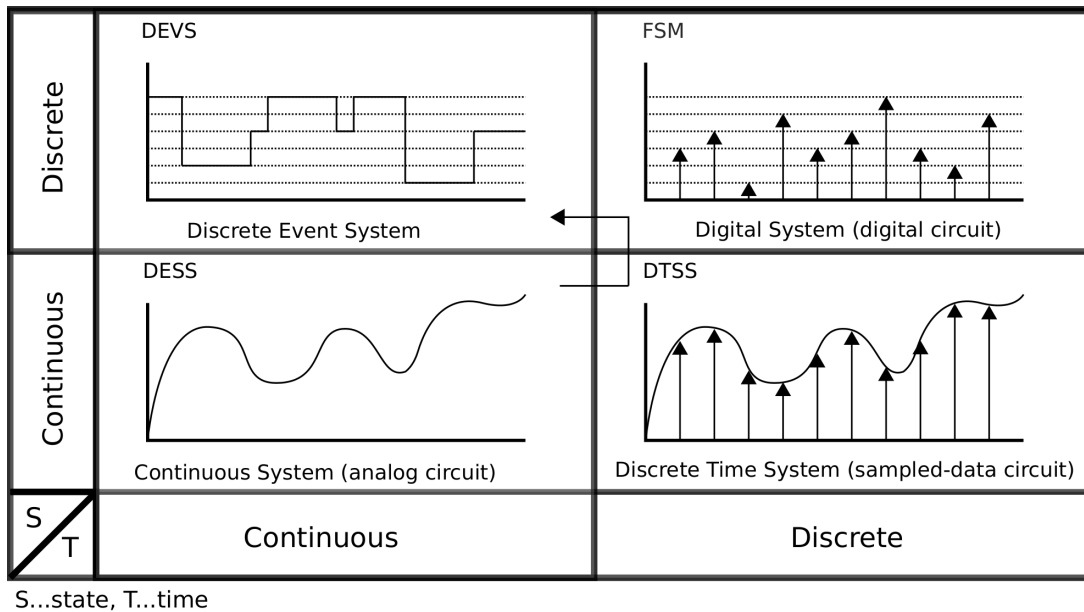 DEVS
FSM
Discrete
Discrete Event System
Digital System (digital circuit)
DESS
DTSS
Continuous
Continuous System (analog circuit)
Discrete Time System (sampled-data circuit)
S
T
Continuous
Discrete
S...state, T...time